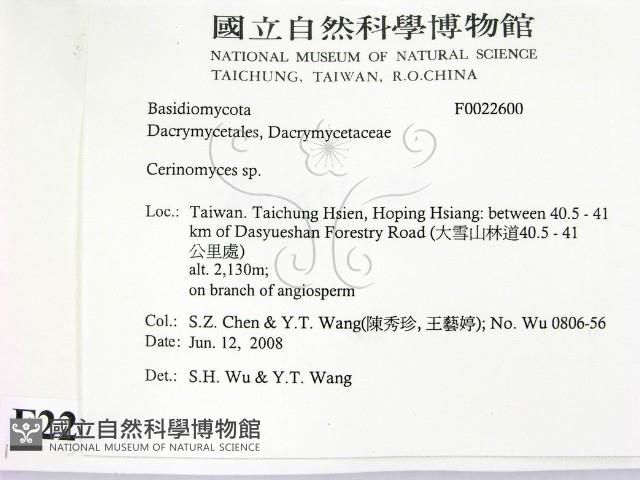 國立自然科學博物館
NATIONAL MUSEUM OF NATURAL SCIENCE
TAICHUNG, TAIWAN, R.O.CHINA
Basidiomycota F0022600
Dacrymycetales, Dacrymycetaceae
Cerinomyces sp.
Loc.: Taiwan. Taichung Hsien, Hoping Hsiang: between 40.5 - 41
km of Dasyueshan Forestry Road (大雪山林道40.5 - 41
公里處)
alt. 2,130m;
on branch of angiosperm
Col.: S.Z. Chen & Y.T. Wang(陳秀珍, 王藝婷); No. Wu 0806-56
Date: Jun. 12, 2008
Det.: S.H. Wu & Y.T. Wang
F22
國立自然科學博物館
NATIONAL MUSEUM OF NATURAL SCIENCE